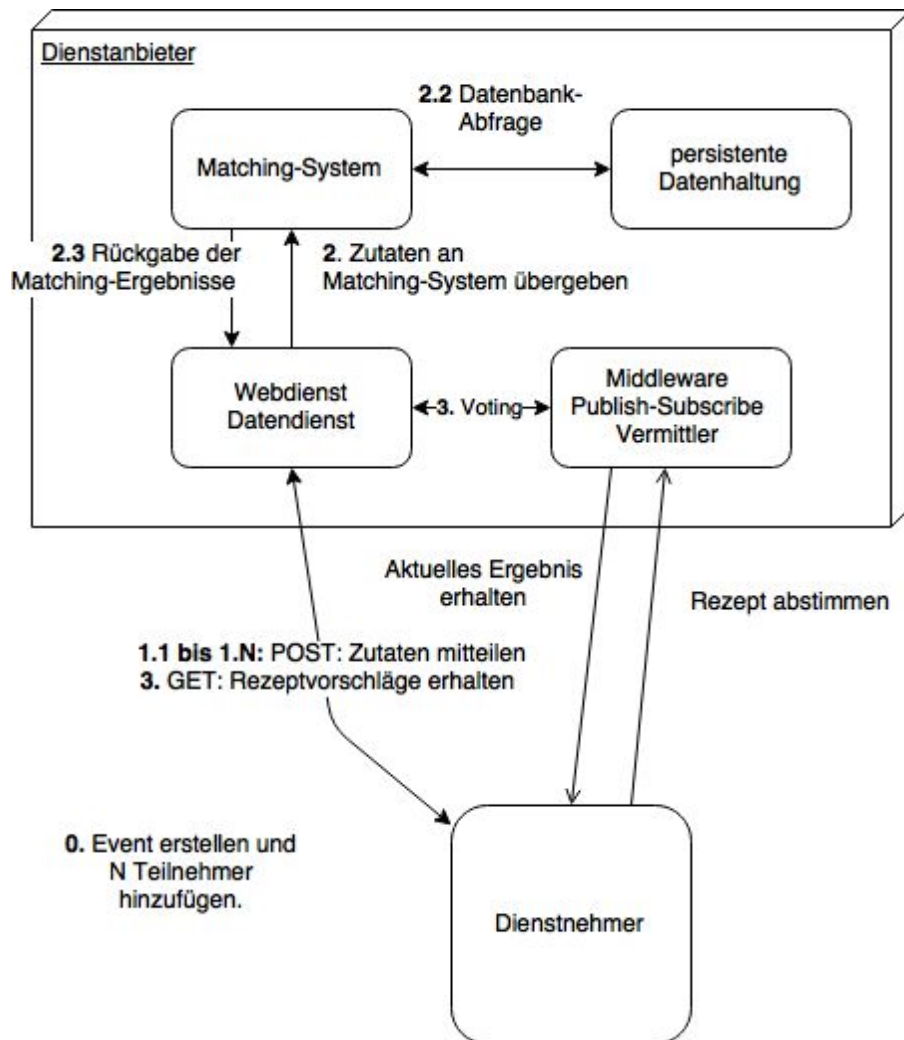 Dienstanbieter
2.2 Datenbank-
Abfrage
Matching-System
persistente
Datenhaltung
2.3 Rückgabe der
Matching-Ergebnisse
2. Zutaten an
Matching-System übergeben
Webdienst
Datendienst
3. Voting
Middleware
Publish-Subscribe
Vermittler
Aktuelles Ergebnis
erhalten
Rezept abstimmen
1.1 bis 1.N: POST: Zutaten mitteilen
3. GET: Rezeptvorschläge erhalten
0. Event erstellen und
N Teilnehmer
hinzufügen.
Dienstnehmer